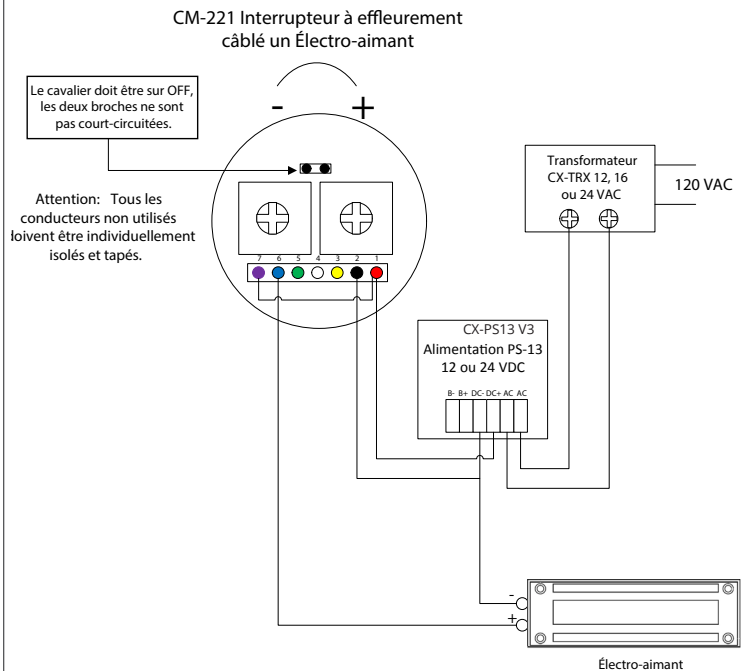 CM-221 Interrupteur à effleurement
câblé un Électro-aimant
Le cavalier doit être sur OFF,
les deux broches ne sont
pas court-circuitées.
- +
Attention: Tous les
conducteurs non utilisés
doivent être individuellement
isolés et tapés.
7 6 5 4 3 2 1
Transformateur
CX-TRX 12, 16
ou 24 VAC
120 VAC
CX-PS13 V3
Alimentation PS-13
12 ou 24 VDC
B- B+ DC- DC+ AC AC
-
+
Électro-aimant